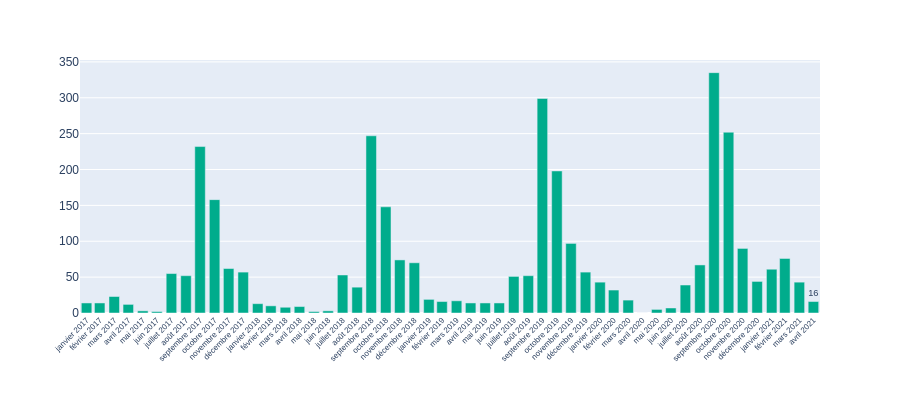 350
300
250
200
150
100
50
0
16
janvier 2017
février 2017
mars 2017
avril 2017
mai 2017
juin 2017
juillet 2017
août 2017
septembre 2017
octobre 2017
novembre 2017
décembre 2017
janvier 2018
février 2018
mars 2018
avril 2018
mai 2018
juin 2018
juillet 2018
août 2018
septembre 2018
octobre 2018
novembre 2018
décembre 2018
janvier 2019
février 2019
mars 2019
avril 2019
mai 2019
juin 2019
juillet 2019
août 2019
septembre 2019
octobre 2019
novembre 2019
décembre 2019
janvier 2020
février 2020
mars 2020
avril 2020
mai 2020
juin 2020
juillet 2020
août 2020
septembre 2020
octobre 2020
novembre 2020
décembre 2020
janvier 2021
février 2021
mars 2021
avril 2021